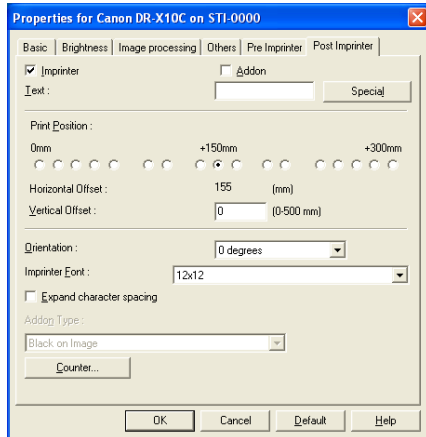 Properties for Canon DR-X10C on STI-0000
Basic Brightness Image processing Others Pre Imprinter Post Imprinter
Imprinter Addon
Text : Special
Print Position :
0mm +150mm +300mm
Horizontal Offset : 155 (mm)
Vertical Offset : 0 (0-500 mm)
Orientation : 0 degrees
Imprinter Font : 12x12
Expand character spacing
Addon Type :
Black on Image
Counter...
OK Cancel Default Help